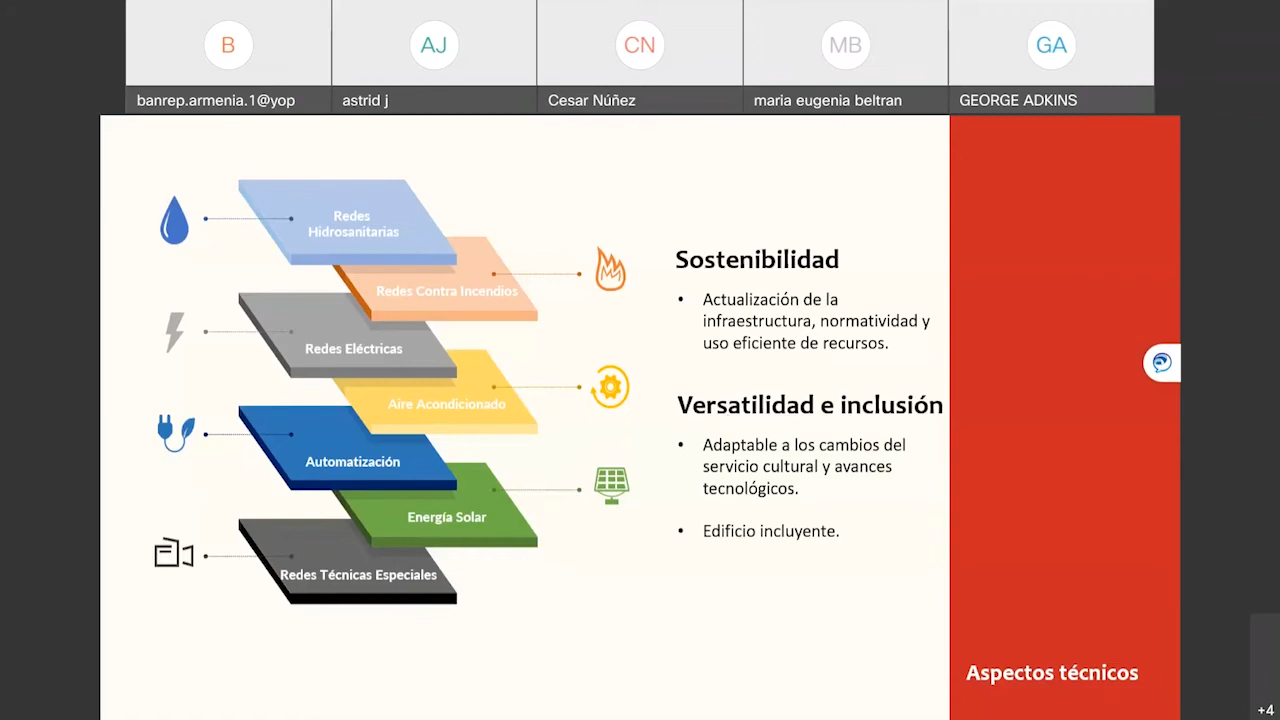 B
AJ
CN
MB
GA
banrep.armenia.1@yop
astrid j
Cesar Núñez
maria eugenia beltran
GEORGE ADKINS
Redes
Hidrosanitarias
Redes Contra Incendios
Redes Eléctricas
Aire Acondicionado
Automatización
Energía Solar
Redes Técnicas Especiales
Sostenibilidad
• Actualización de la
infraestructura, normatividad y
uso eficiente de recursos.
Versatilidad e inclusión
• Adaptable a los cambios del
servicio cultural y avances
tecnológicos.
• Edificio incluyente.
Aspectos técnicos
+4